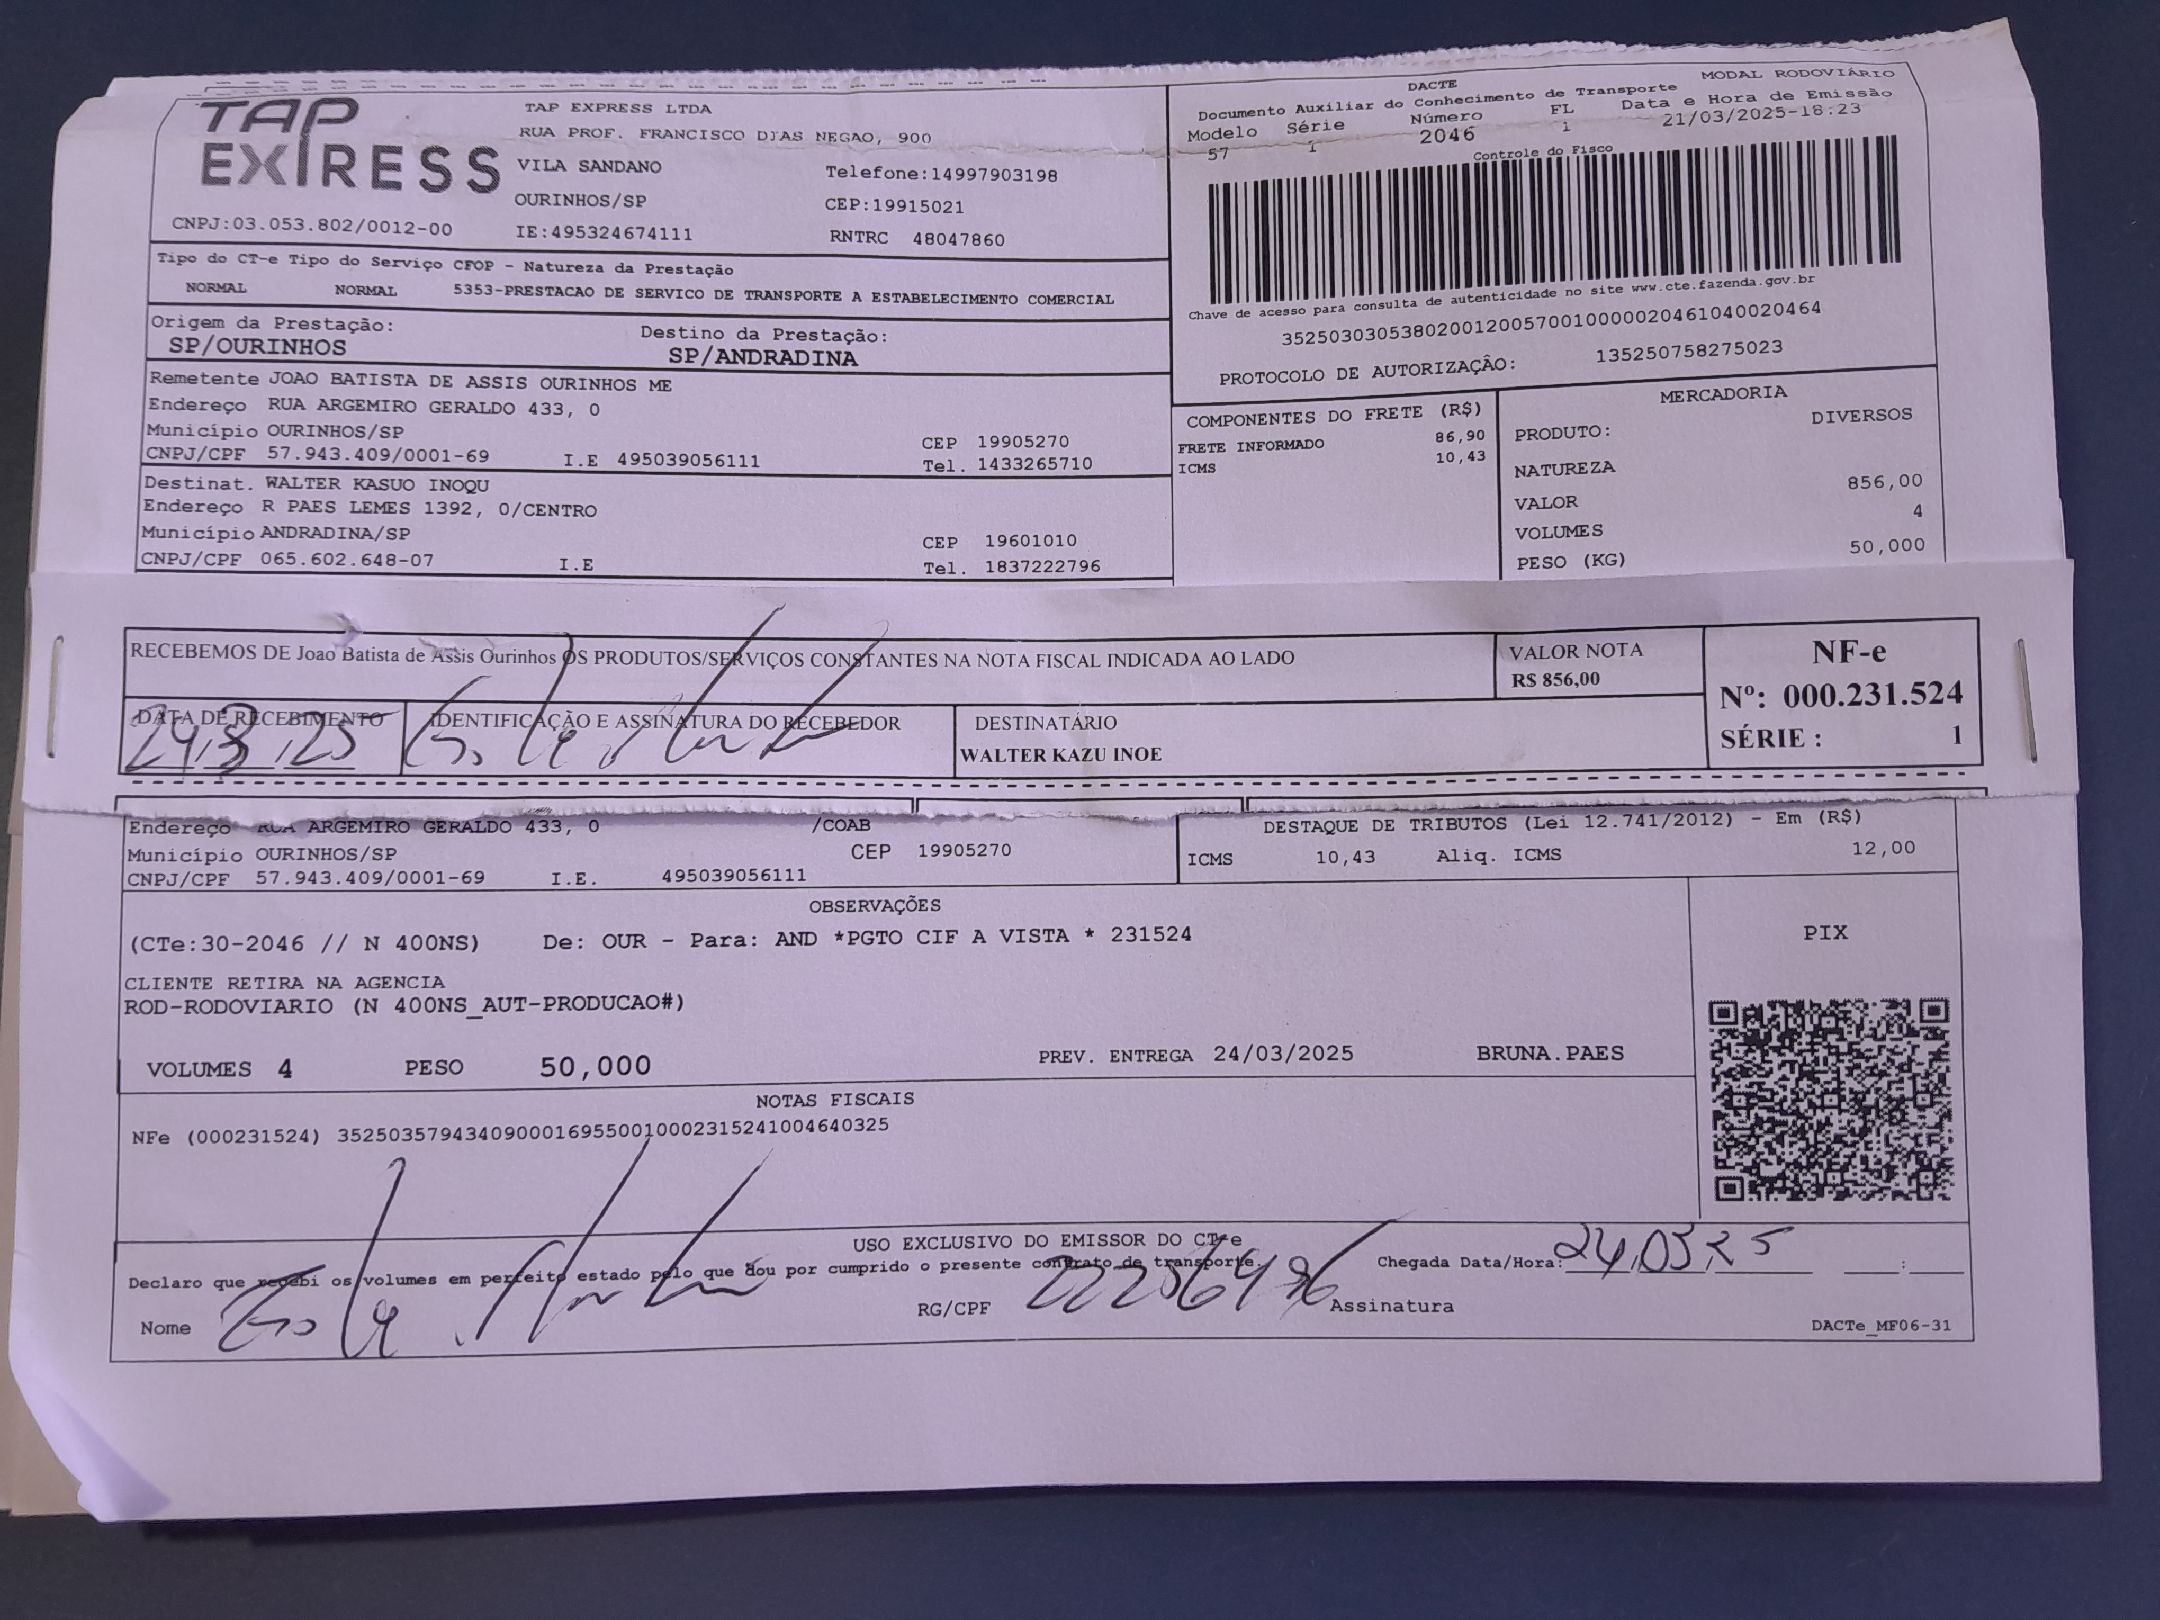 TAP EXPRESS
TAP EXPRESS LTDA
RUA PROF. FRANCISCO DIAS NEGAO, 900
VILA SANDANO Telefone:14997903198
OURINHOS/SP CEP:19915021
CNPJ:03.053.802/0012-00 IE:495324674111 RNTRC 48047860
DACTE MODAL RODOVIÁRIO
Documento Auxiliar do Conhecimento de Transporte
Modelo Série Número FL Data e Hora de Emissão
57 1 2046 1 21/03/2025-18:23
Controle do Fisco
Chave de acesso para consulta de autenticidade no site www.cte.fazenda.gov.br
35250303053802001200570010000020461040020464
PROTOCOLO DE AUTORIZAÇÃO: 135250758275023
Tipo do CT-e Tipo do Serviço CFOP - Natureza da Prestação
NORMAL NORMAL 5353-PRESTACAO DE SERVICO DE TRANSPORTE A ESTABELECIMENTO COMERCIAL
Origem da Prestação: Destino da Prestação:
SP/OURINHOS SP/ANDRADINA
Remetente JOAO BATISTA DE ASSIS OURINHOS ME
Endereço RUA ARGEMIRO GERALDO 433, 0
Município OURINHOS/SP CEP 19905270
CNPJ/CPF 57.943.409/0001-69 I.E 495039056111 Tel. 1433265710
Destinat. WALTER KASUO INOQU
Endereço R PAES LEMES 1392, 0/CENTRO
Município ANDRADINA/SP CEP 19601010
CNPJ/CPF 065.602.648-07 I.E Tel. 1837222796
COMPONENTES DO FRETE (R$)
FRETE INFORMADO 86,90
ICMS 10,43
MERCADORIA
PRODUTO: DIVERSOS
NATUREZA
VALOR 856,00
VOLUMES 4
PESO (KG) 50,000
RECEBEMOS DE Joao Batista de Assis Ourinhos OS PRODUTOS/SERVIÇOS CONSTANTES NA NOTA FISCAL INDICADA AO LADO
VALOR NOTA
R$ 856,00
NF-e
Nº: 000.231.524
SÉRIE : 1
DATA DE RECEBIMENTO
24.3.25
IDENTIFICAÇÃO E ASSINATURA DO RECEBEDOR
DESTINATÁRIO
WALTER KAZU INOE
Endereço RUA ARGEMIRO GERALDO 433, 0 /COAB
Município OURINHOS/SP CEP 19905270
CNPJ/CPF 57.943.409/0001-69 I.E. 495039056111
DESTAQUE DE TRIBUTOS (Lei 12.741/2012) - Em (R$)
ICMS 10,43 Aliq. ICMS 12,00
OBSERVAÇÕES
(CTe:30-2046 // N 400NS) De: OUR - Para: AND *PGTO CIF A VISTA * 231524
CLIENTE RETIRA NA AGENCIA
ROD-RODOVIARIO (N 400NS_AUT-PRODUCAO#)
VOLUMES 4 PESO 50,000 PREV. ENTREGA 24/03/2025 BRUNA.PAES
PIX
NOTAS FISCAIS
NFe (000231524) 35250357943409000169550010002315241004640325
USO EXCLUSIVO DO EMISSOR DO CT-e
Declaro que recebi os volumes em perfeito estado pelo que dou por cumprido o presente contrato de transporte.
Chegada Data/Hora: 24.03.25 :
Nome RG/CPF Assinatura
DACTe_MF06-31